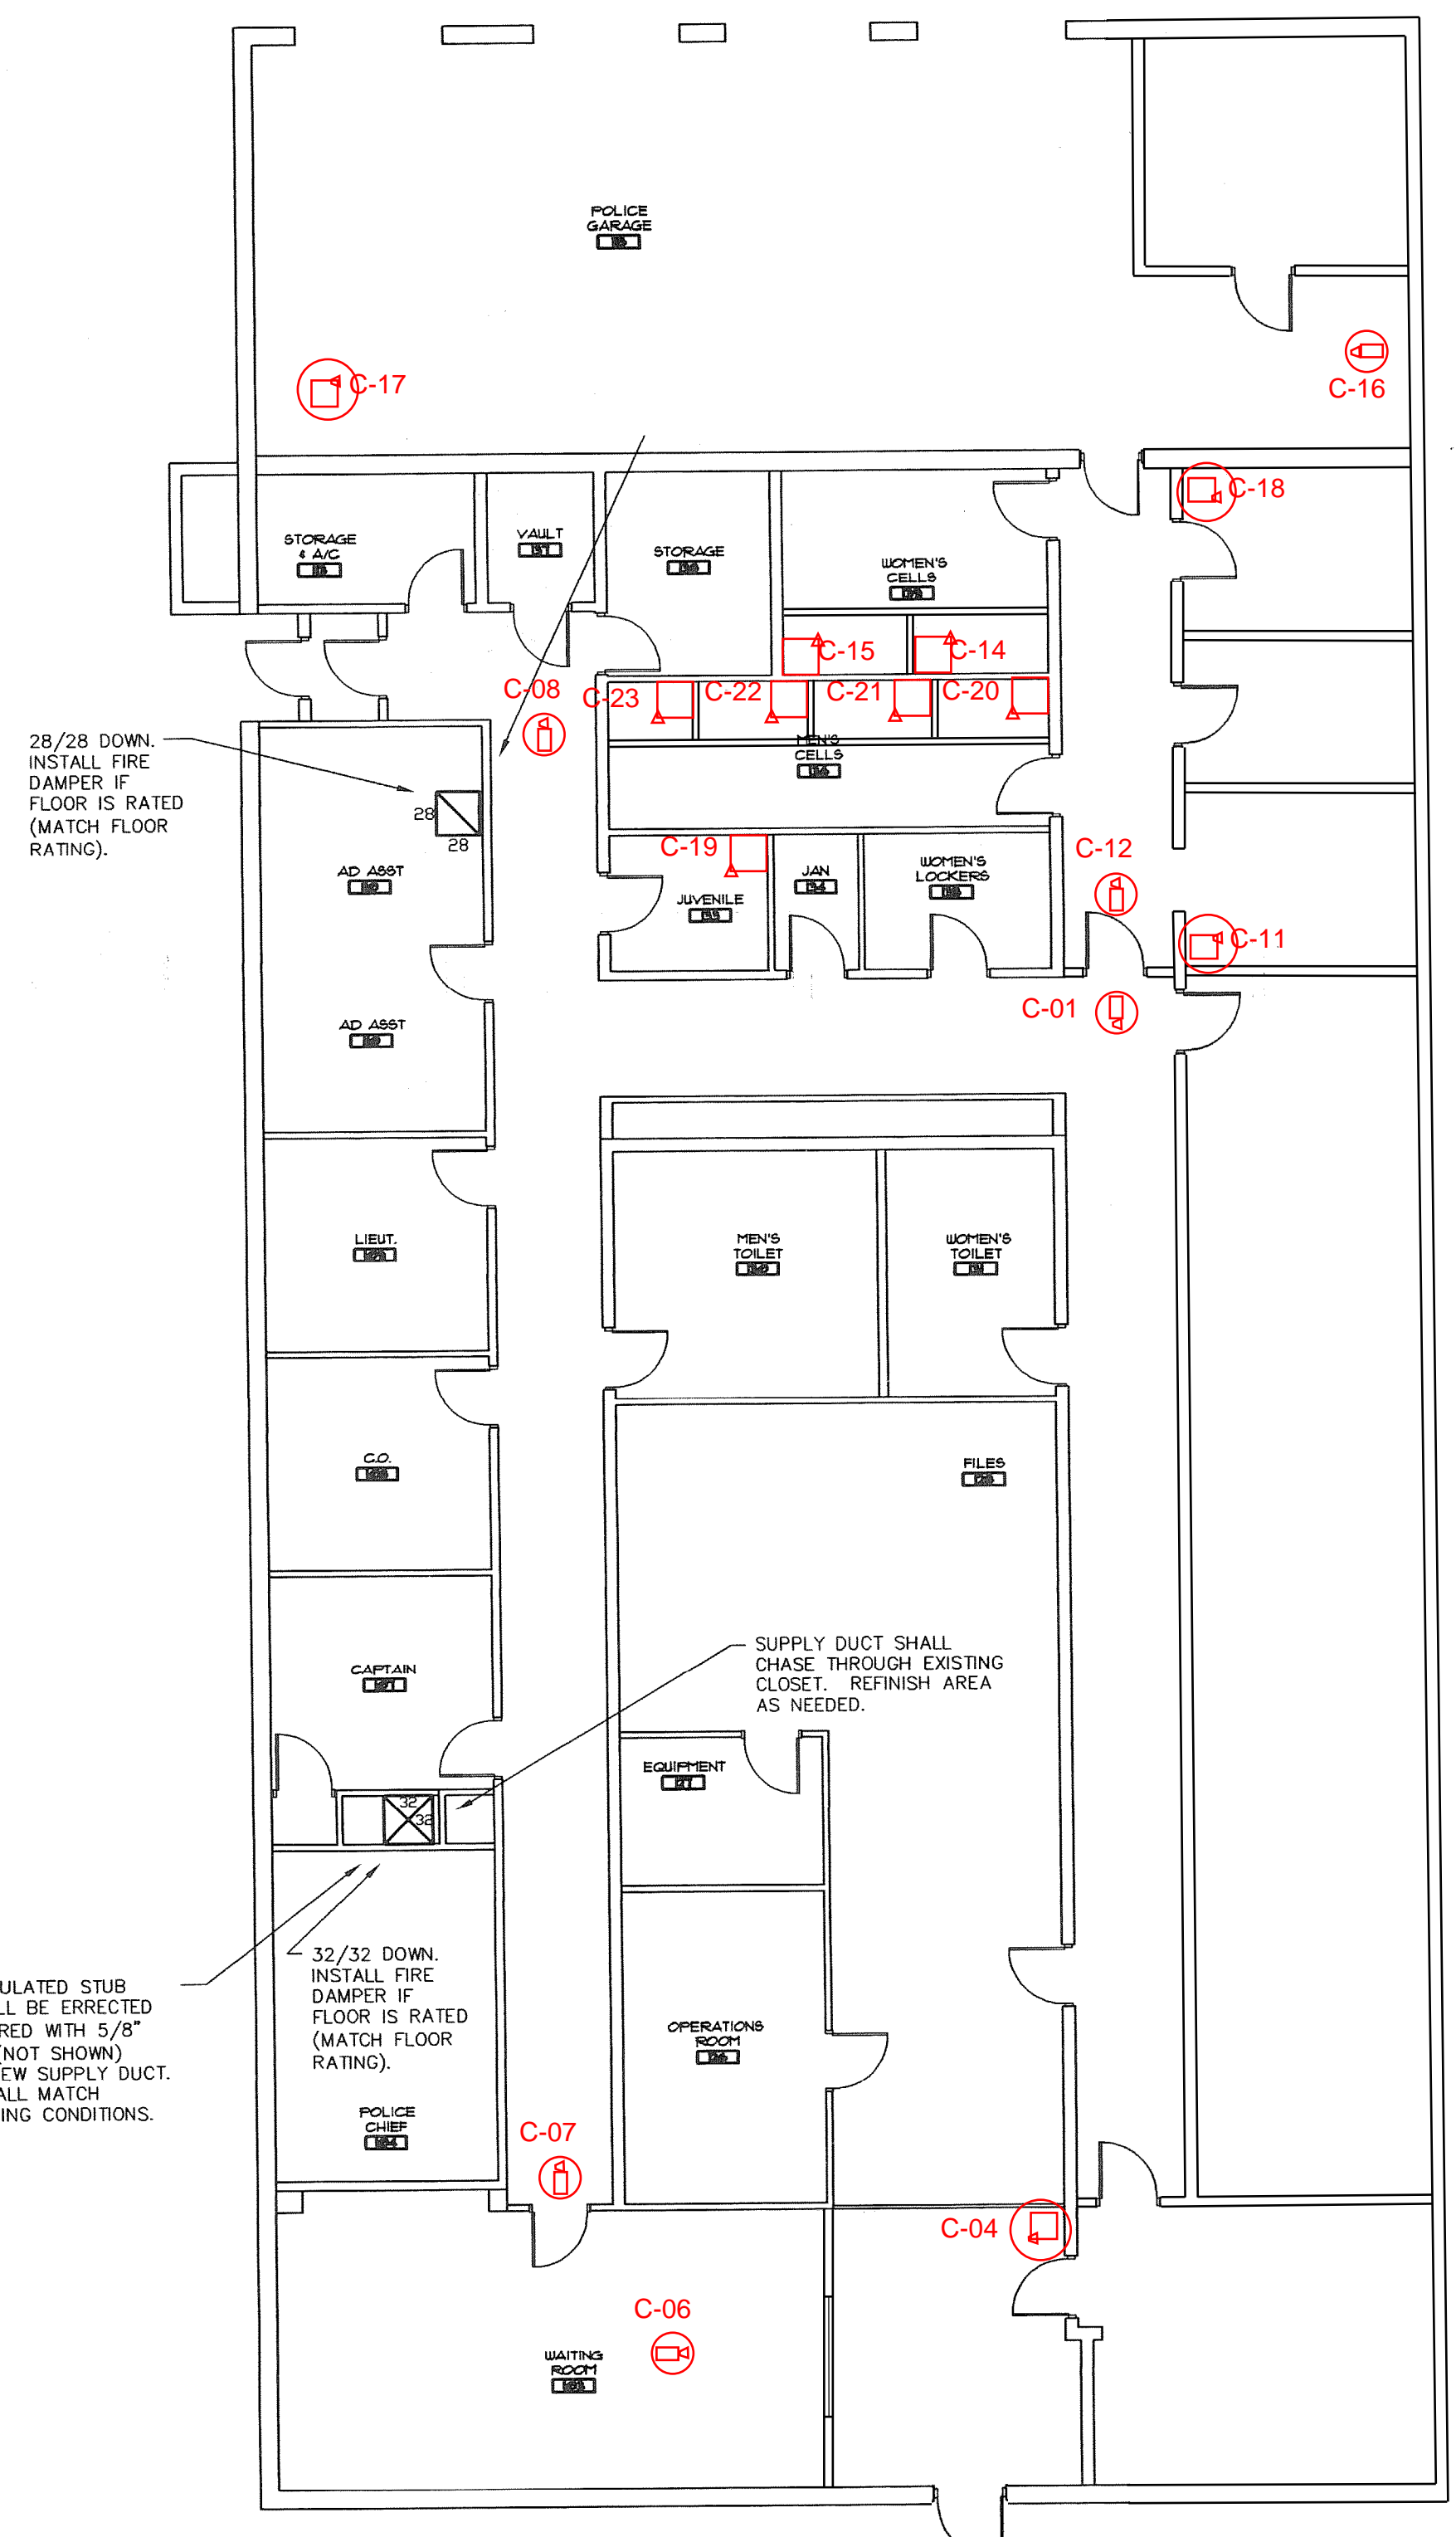 POLICE
GARAGE
C-17
C-16
C-18
STORAGE
& A/C
VAULT
STORAGE
WOMEN'S
CELLS
C-15
C-14
C-08
C-23
C-22
C-21
C-20
MEN'S
CELLS
28/28 DOWN.
INSTALL FIRE
DAMPER IF
FLOOR IS RATED
(MATCH FLOOR
RATING).
28
28
AD ASST
C-19
JUVENILE
JAN
WOMEN'S
LOCKERS
C-12
C-11
C-01
AD ASST
LIEUT.
MEN'S
TOILET
WOMEN'S
TOILET
C.O.
FILES
CAPTAIN
SUPPLY DUCT SHALL
CHASE THROUGH EXISTING
CLOSET. REFINISH AREA
AS NEEDED.
EQUIPMENT
127
32
32
ULATED STUB
LL BE ERRECTED
RED WITH 5/8"
(NOT SHOWN)
EW SUPPLY DUCT.
ALL MATCH
ING CONDITIONS.
32/32 DOWN.
INSTALL FIRE
DAMPER IF
FLOOR IS RATED
(MATCH FLOOR
RATING).
OPERATIONS
ROOM
POLICE
CHIEF
C-07
C-04
C-06
WAITING
ROOM